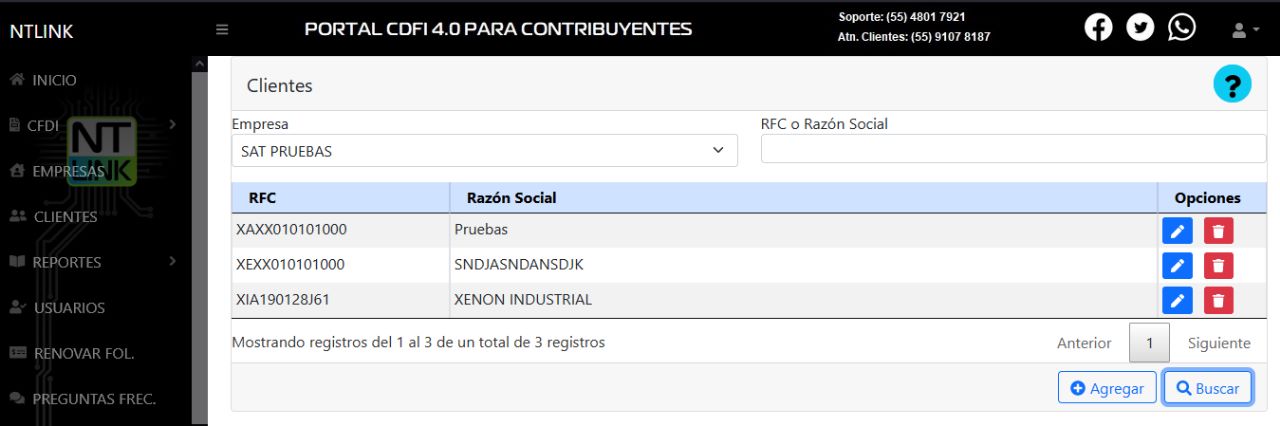 NTLINK
PORTAL CDFI 4.0 PARA CONTRIBUYENTES
Soporte: (55) 4801 7921
Atn. Clientes: (55) 9107 8187
INICIO
CFDI
EMPRESAS
CLIENTES
REPORTES
USUARIOS
RENOVAR FOL.
PREGUNTAS FREC.
NT
LINK
Clientes
?
Empresa
RFC o Razón Social
SAT PRUEBAS
RFC Razón Social Opciones
XAXX010101000 Pruebas
XEXX010101000 SNDJASNDANSDJK
XIA190128J61 XENON INDUSTRIAL
Mostrando registros del 1 al 3 de un total de 3 registros
Anterior 1 Siguiente
Agregar Buscar